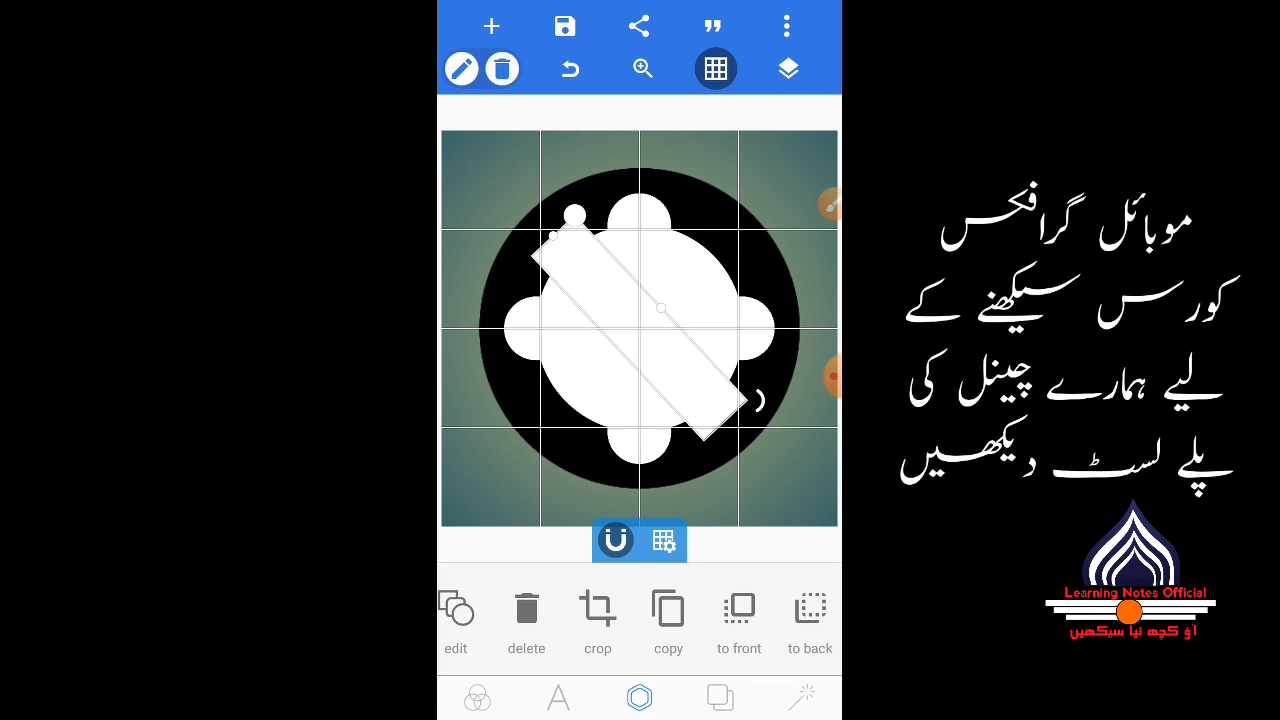 edit
delete
crop
copy
to front
to back
موبائل گرافکس
کورس سیکھنے کے
لیے ہمارے چینل کی
پلے لسٹ دیکھیں
Learning Notes Official
آؤ کچھ نیا سیکھیں